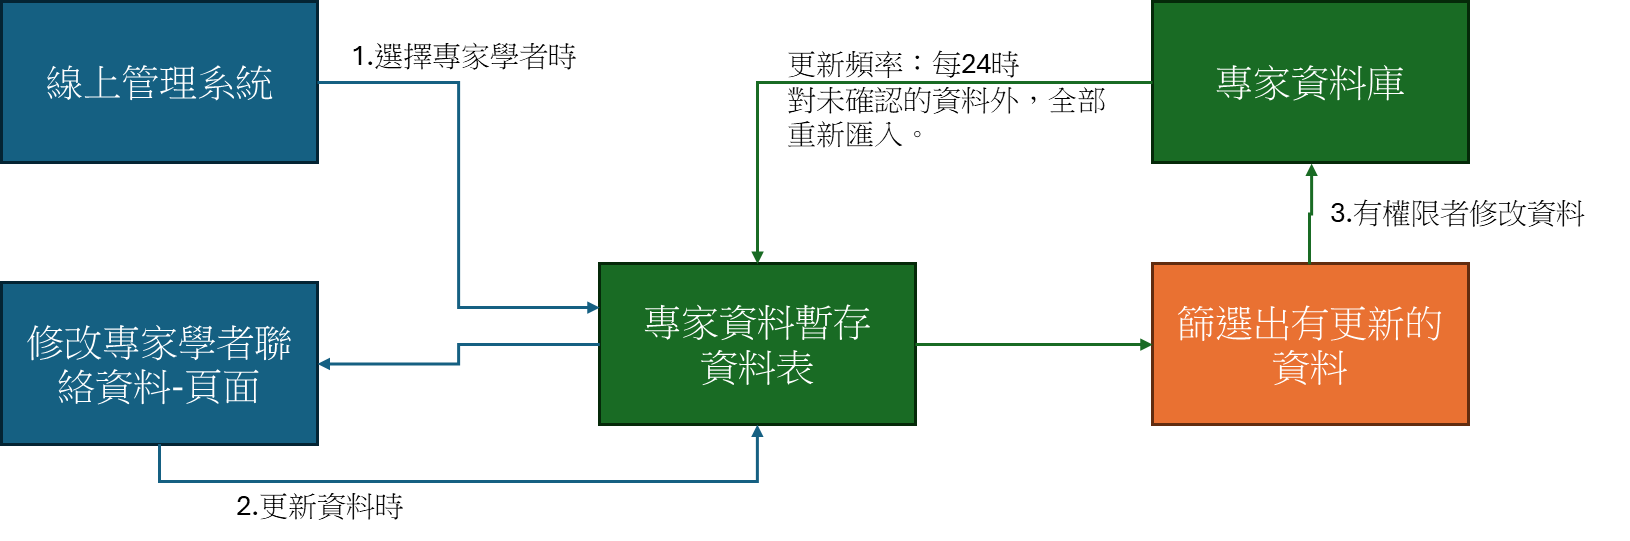 線上管理系統
1.選擇專家學者時
更新頻率：每24時
對未確認的資料外，全部
重新匯入。
專家資料庫
3.有權限者修改資料
修改專家學者聯
絡資料-頁面
專家資料暫存
資料表
篩選出有更新的
資料
2.更新資料時